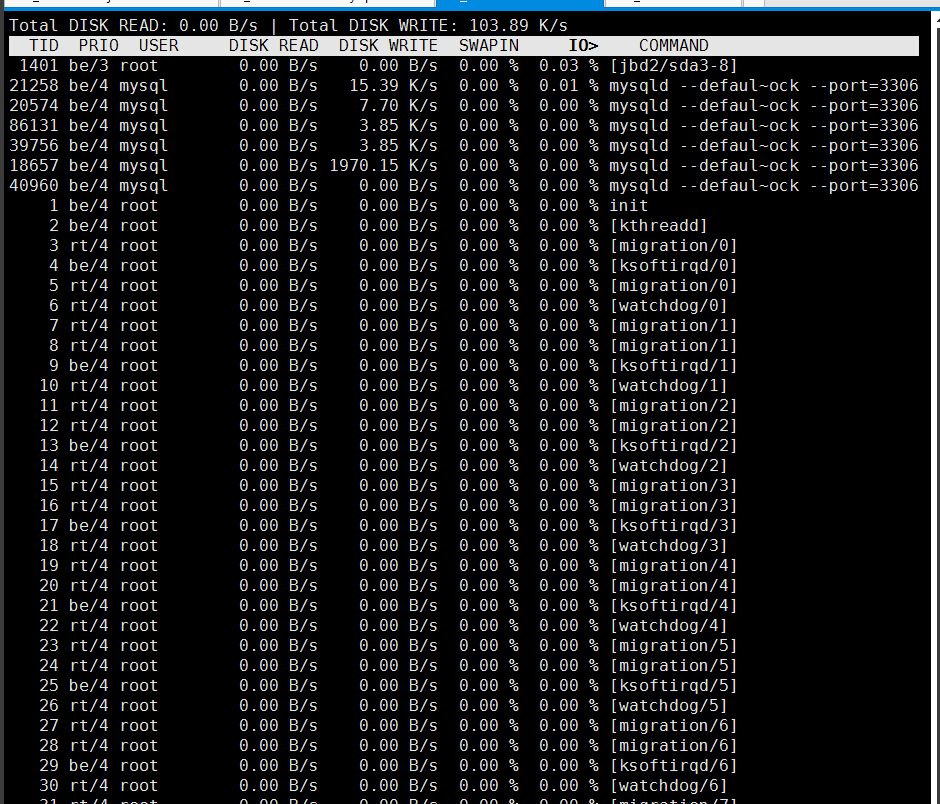 Total DISK READ: 0.00 B/s | Total DISK WRITE: 103.89 K/s
TID PRIO USER DISK READ DISK WRITE SWAPIN IO> COMMAND
1401 be/3 root 0.00 B/s 0.00 B/s 0.00 % 0.03 % [jbd2/sda3-8]
21258 be/4 mysql 0.00 B/s 15.39 K/s 0.00 % 0.01 % mysqld --defaul~ock --port=3306
20574 be/4 mysql 0.00 B/s 7.70 K/s 0.00 % 0.00 % mysqld --defaul~ock --port=3306
86131 be/4 mysql 0.00 B/s 3.85 K/s 0.00 % 0.00 % mysqld --defaul~ock --port=3306
39756 be/4 mysql 0.00 B/s 3.85 K/s 0.00 % 0.00 % mysqld --defaul~ock --port=3306
18657 be/4 mysql 0.00 B/s 1970.15 K/s 0.00 % 0.00 % mysqld --defaul~ock --port=3306
40960 be/4 mysql 0.00 B/s 0.00 B/s 0.00 % 0.00 % mysqld --defaul~ock --port=3306
1 be/4 root 0.00 B/s 0.00 B/s 0.00 % 0.00 % init
2 be/4 root 0.00 B/s 0.00 B/s 0.00 % 0.00 % [kthreadd]
3 rt/4 root 0.00 B/s 0.00 B/s 0.00 % 0.00 % [migration/0]
4 be/4 root 0.00 B/s 0.00 B/s 0.00 % 0.00 % [ksoftirqd/0]
5 rt/4 root 0.00 B/s 0.00 B/s 0.00 % 0.00 % [migration/0]
6 rt/4 root 0.00 B/s 0.00 B/s 0.00 % 0.00 % [watchdog/0]
7 rt/4 root 0.00 B/s 0.00 B/s 0.00 % 0.00 % [migration/1]
8 rt/4 root 0.00 B/s 0.00 B/s 0.00 % 0.00 % [migration/1]
9 be/4 root 0.00 B/s 0.00 B/s 0.00 % 0.00 % [ksoftirqd/1]
10 rt/4 root 0.00 B/s 0.00 B/s 0.00 % 0.00 % [watchdog/1]
11 rt/4 root 0.00 B/s 0.00 B/s 0.00 % 0.00 % [migration/2]
12 rt/4 root 0.00 B/s 0.00 B/s 0.00 % 0.00 % [migration/2]
13 be/4 root 0.00 B/s 0.00 B/s 0.00 % 0.00 % [ksoftirqd/2]
14 rt/4 root 0.00 B/s 0.00 B/s 0.00 % 0.00 % [watchdog/2]
15 rt/4 root 0.00 B/s 0.00 B/s 0.00 % 0.00 % [migration/3]
16 rt/4 root 0.00 B/s 0.00 B/s 0.00 % 0.00 % [migration/3]
17 be/4 root 0.00 B/s 0.00 B/s 0.00 % 0.00 % [ksoftirqd/3]
18 rt/4 root 0.00 B/s 0.00 B/s 0.00 % 0.00 % [watchdog/3]
19 rt/4 root 0.00 B/s 0.00 B/s 0.00 % 0.00 % [migration/4]
20 rt/4 root 0.00 B/s 0.00 B/s 0.00 % 0.00 % [migration/4]
21 be/4 root 0.00 B/s 0.00 B/s 0.00 % 0.00 % [ksoftirqd/4]
22 rt/4 root 0.00 B/s 0.00 B/s 0.00 % 0.00 % [watchdog/4]
23 rt/4 root 0.00 B/s 0.00 B/s 0.00 % 0.00 % [migration/5]
24 rt/4 root 0.00 B/s 0.00 B/s 0.00 % 0.00 % [migration/5]
25 be/4 root 0.00 B/s 0.00 B/s 0.00 % 0.00 % [ksoftirqd/5]
26 rt/4 root 0.00 B/s 0.00 B/s 0.00 % 0.00 % [watchdog/5]
27 rt/4 root 0.00 B/s 0.00 B/s 0.00 % 0.00 % [migration/6]
28 rt/4 root 0.00 B/s 0.00 B/s 0.00 % 0.00 % [migration/6]
29 be/4 root 0.00 B/s 0.00 B/s 0.00 % 0.00 % [ksoftirqd/6]
30 rt/4 root 0.00 B/s 0.00 B/s 0.00 % 0.00 % [watchdog/6]